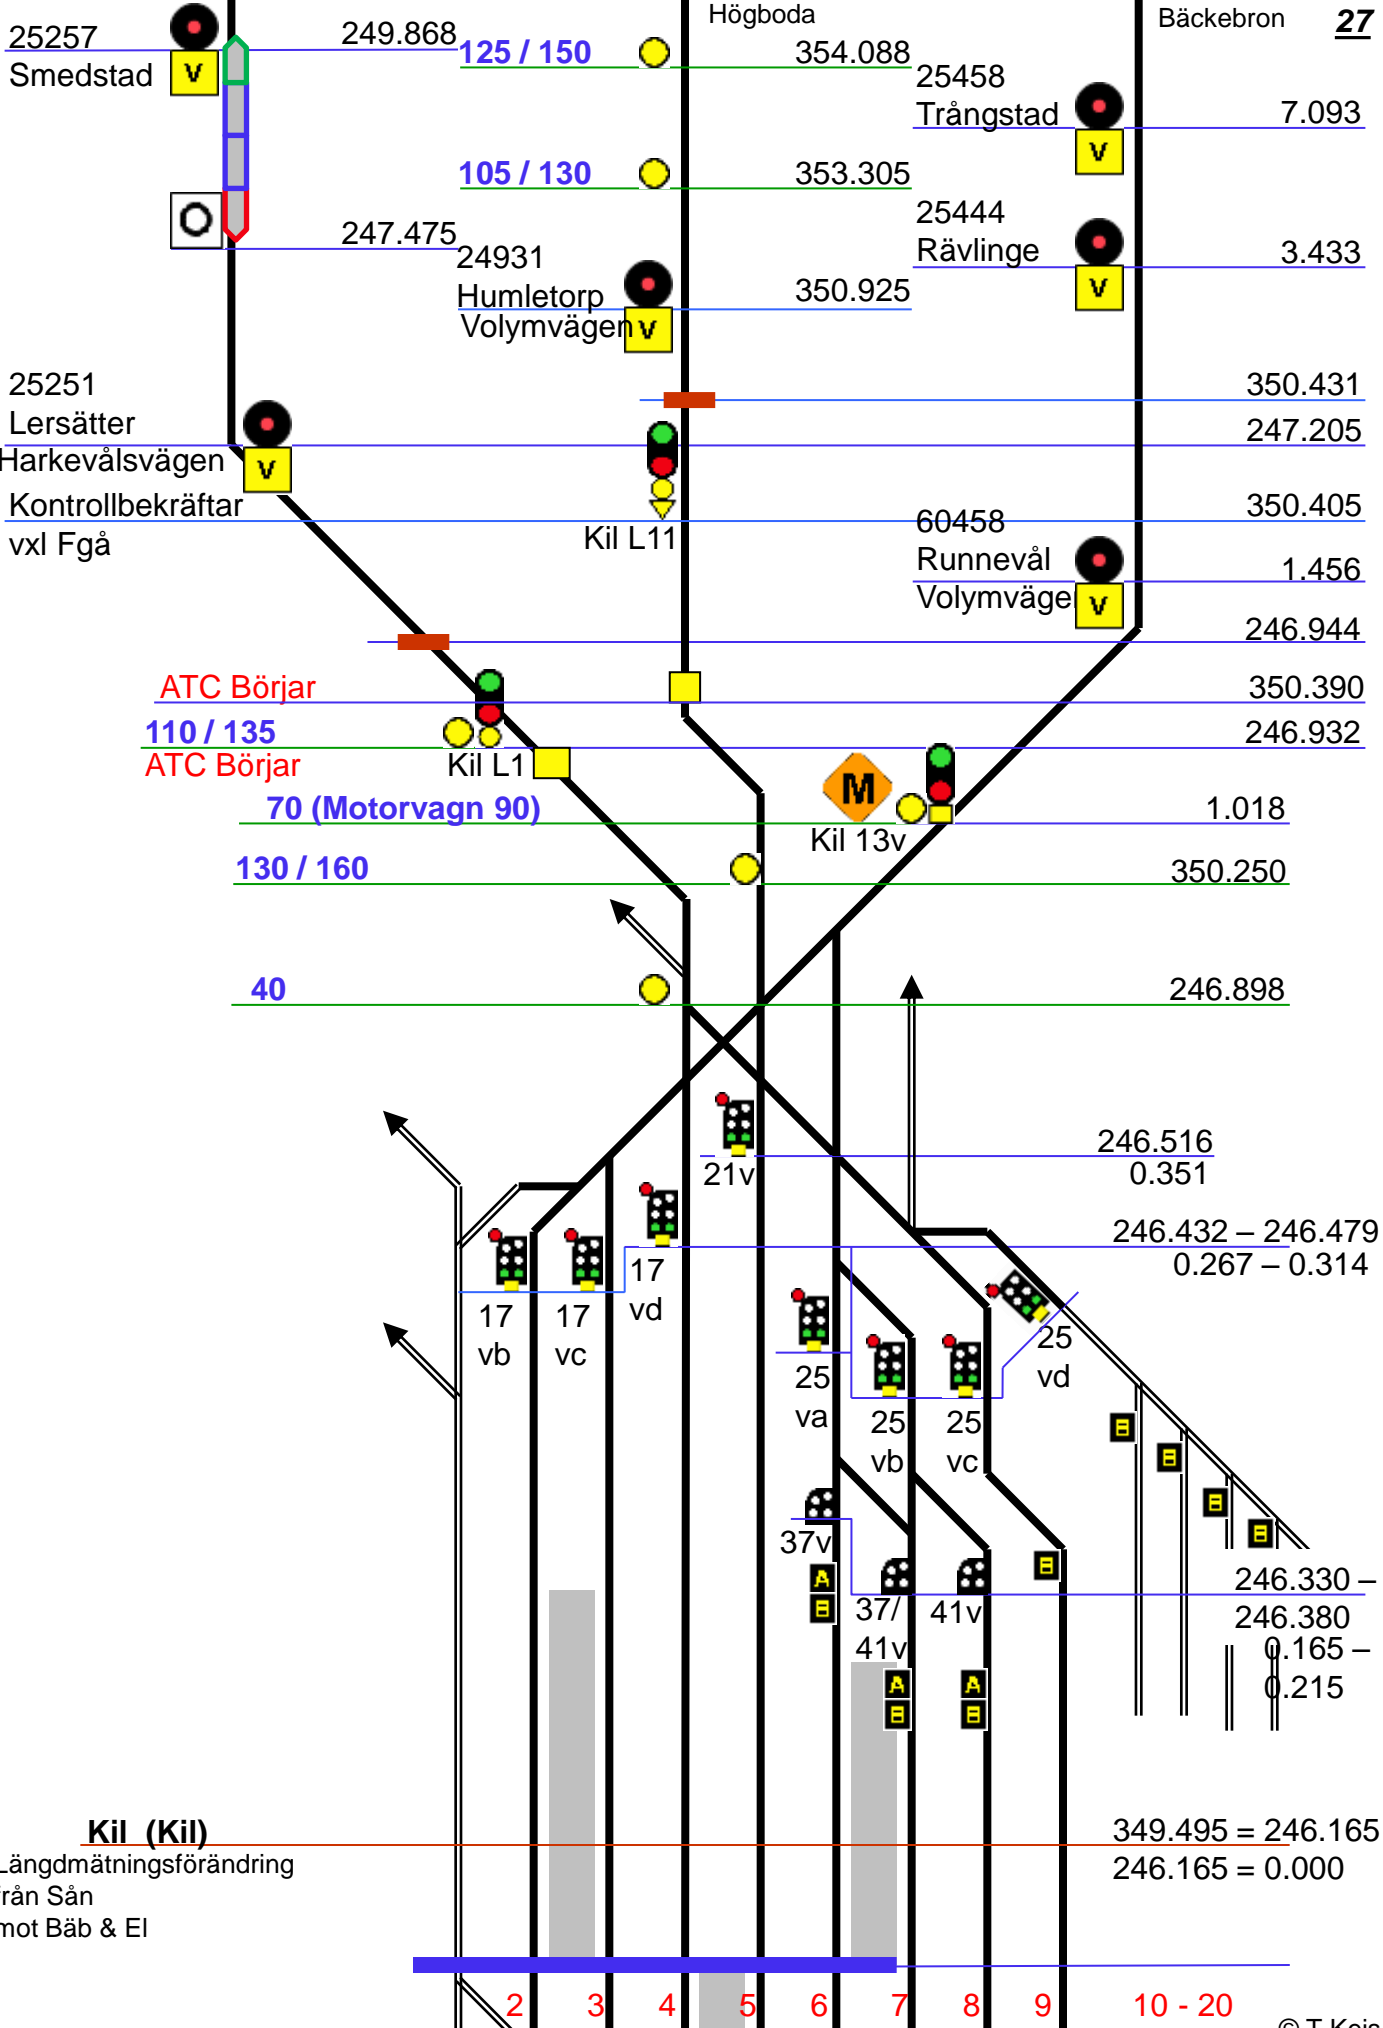 Högboda
Bäckebron
27
25257
249.868
Smedstad
V
125 / 150
354.088
25458
Trångstad
7.093
V
105 / 130
353.305
25444
Rävlinge
3.433
V
247.475
24931
Humletorp
350.925
Volymvägen
V
25251
350.431
Lersätter
247.205
Harkevålsvägen
V
Kontrollbekräftar
350.405
vxl Fgå
Kil L11
60458
Runnevål
1.456
Volymväge
V
246.944
ATC Börjar
350.390
110 / 135
246.932
ATC Börjar
Kil L1
M
70 (Motorvagn 90)
1.018
Kil 13v
130 / 160
350.250
40
246.898
246.516
21v
0.351
246.432 – 246.479
17
0.267 – 0.314
vd
17
vb
17
vc
25
va
25
vd
25
vb
25
vc
B
B
B
B
37v
B
A
B
246.330 –
246.380
37/
41v
41v
0.165 –
0.215
A
B
A
B
Kil (Kil)
349.495 = 246.165
Längdmätningsförändring
246.165 = 0.000
från Sån
mot Bäb & El
2
3
4
5
6
7
8
9
10 - 20
© T Keis